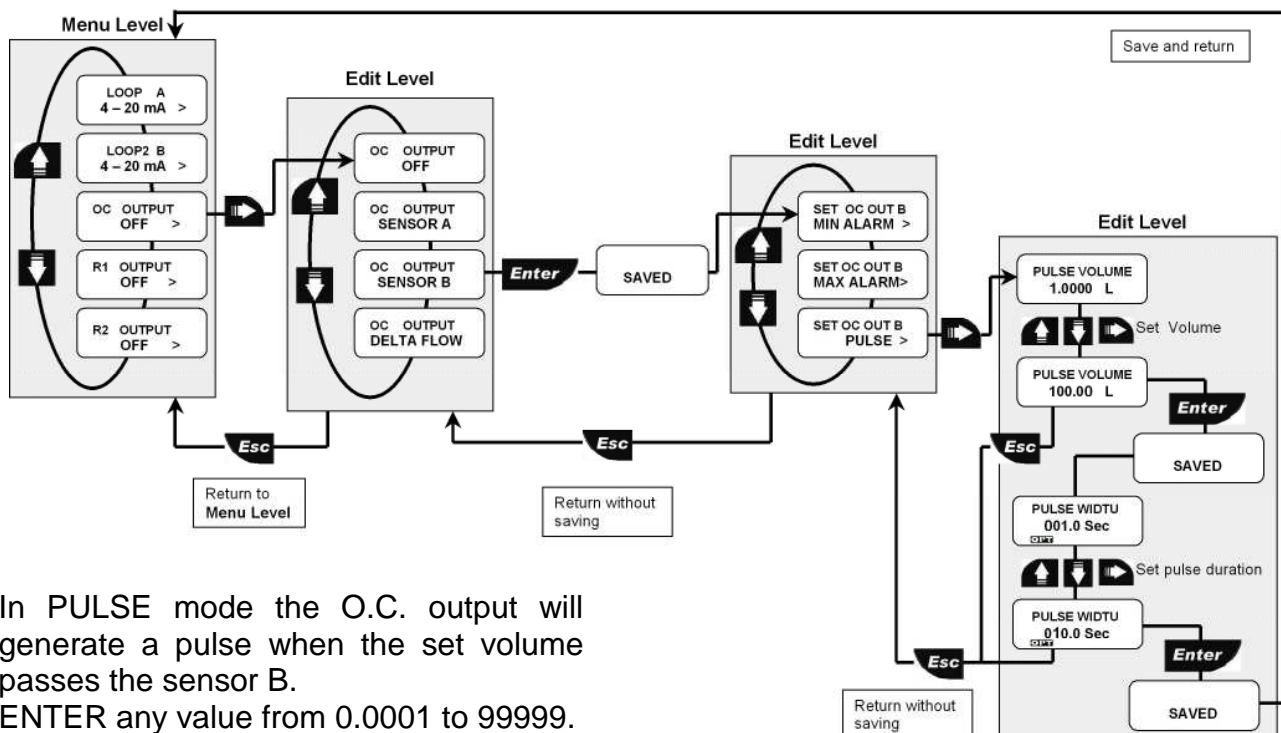 Menu Level
Save and return
LOOP A
4 – 20 mA >
LOOP2 B
4 – 20 mA >
OC OUTPUT
OFF >
R1 OUTPUT
OFF >
R2 OUTPUT
OFF >
Esc
Return to
Menu Level
Edit Level
OC OUTPUT
OFF
OC OUTPUT
SENSOR A
OC OUTPUT
SENSOR B
OC OUTPUT
DELTA FLOW
Enter
SAVED
Esc
Return without
saving
Edit Level
SET OC OUT B
MIN ALARM >
SET OC OUT B
MAX ALARM>
SET OC OUT B
PULSE >
Edit Level
PULSE VOLUME
1.0000 L
Set Volume
PULSE VOLUME
100.00 L
Enter
Esc
SAVED
PULSE WIDTU
001.0 Sec
OPT
Set pulse duration
PULSE WIDTU
010.0 Sec
OPT
Enter
Esc
SAVED
Return without
saving
In PULSE mode the O.C. output will
generate a pulse when the set volume
passes the sensor B.
ENTER any value from 0.0001 to 99999.